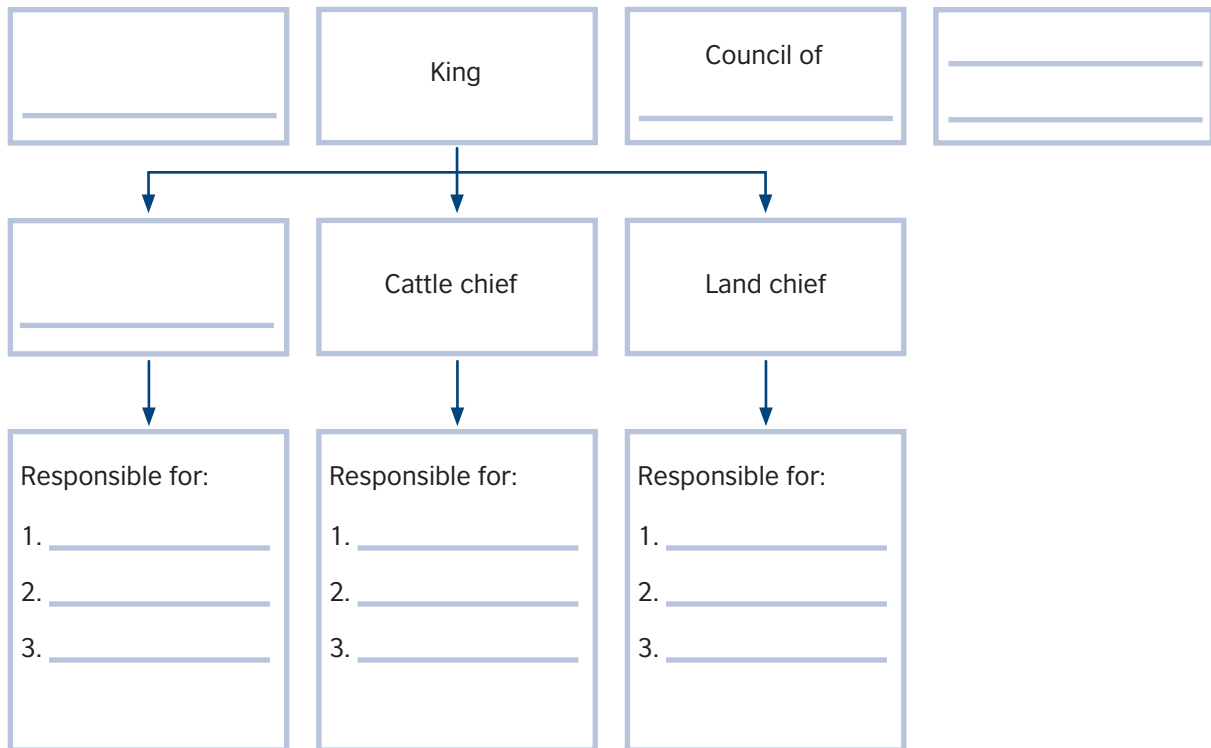 King
Council of
Cattle chief
Land chief
Responsible for:
1.
2.
3.
Responsible for:
1.
2.
3.
Responsible for:
1.
2.
3.